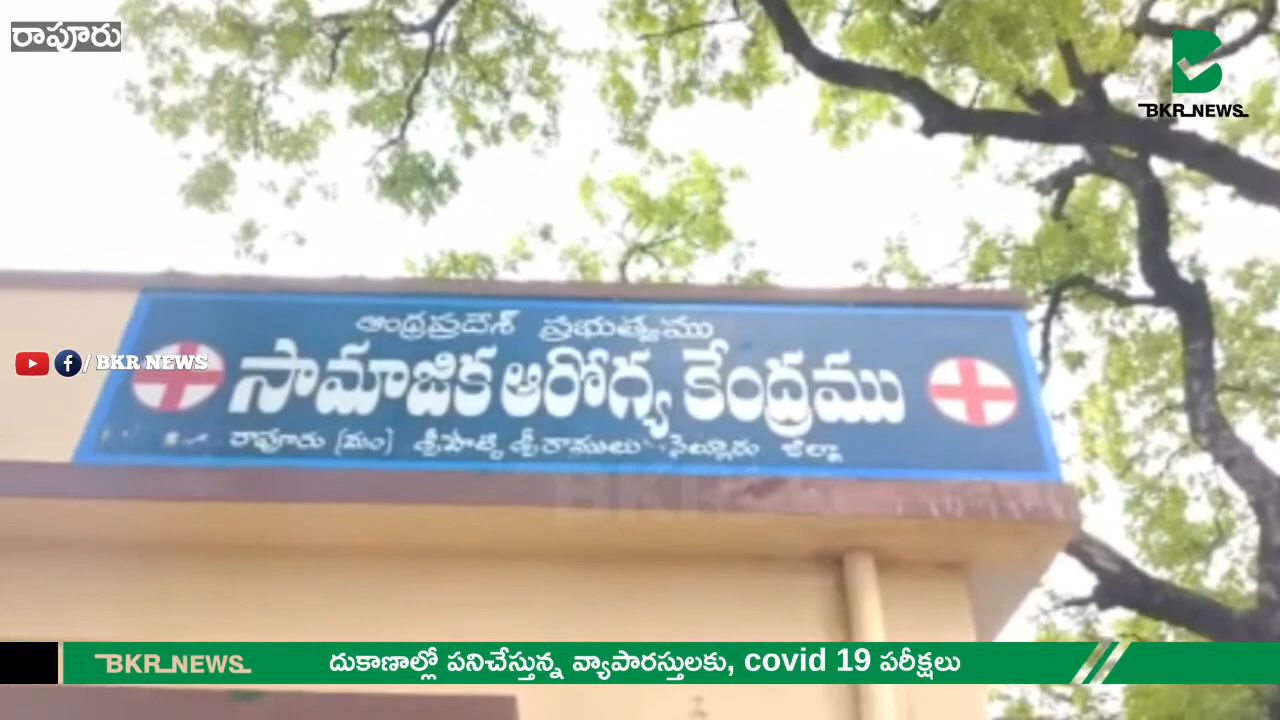 రాపూరు
BKR NEWS
ఆంధ్రప్రదేశ్ ప్రభుత్వము
సామాజిక ఆరోగ్య కేంద్రము
/ BKR NEWS
రాపూరు (మం) శ్రీ పొట్టి శ్రీరాములు నెల్లూరు జిల్లా
BKR NEWS
దుకాణాల్లో పనిచేస్తున్న వ్యాపారస్తులకు, covid 19 పరీక్షలు